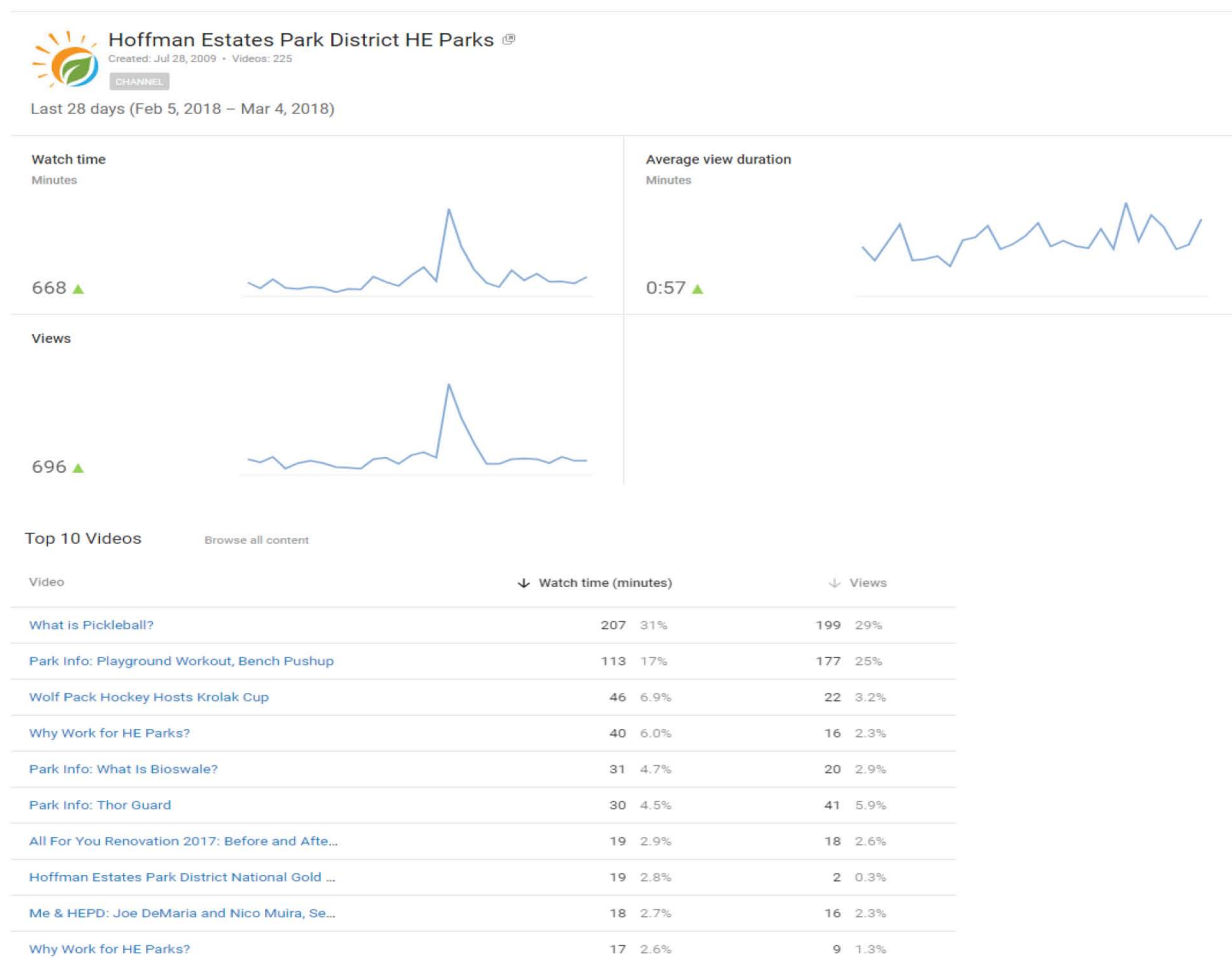 Hoffman Estates Park District HE Parks
Created: Jul 28, 2009 • Videos: 225
CHANNEL
Last 28 days (Feb 5, 2018 – Mar 4, 2018)
Watch time
Minutes
668
Average view duration
Minutes
0:57
Views
696
Top 10 Videos Browse all content
Video Watch time (minutes) Views
What is Pickleball? 207 31% 199 29%
Park Info: Playground Workout, Bench Pushup 113 17% 177 25%
Wolf Pack Hockey Hosts Krolak Cup 46 6.9% 22 3.2%
Why Work for HE Parks? 40 6.0% 16 2.3%
Park Info: What Is Bioswale? 31 4.7% 20 2.9%
Park Info: Thor Guard 30 4.5% 41 5.9%
All For You Renovation 2017: Before and Afte... 19 2.9% 18 2.6%
Hoffman Estates Park District National Gold ... 19 2.8% 2 0.3%
Me & HEPD: Joe DeMaria and Nico Muira, Se... 18 2.7% 16 2.3%
Why Work for HE Parks? 17 2.6% 9 1.3%